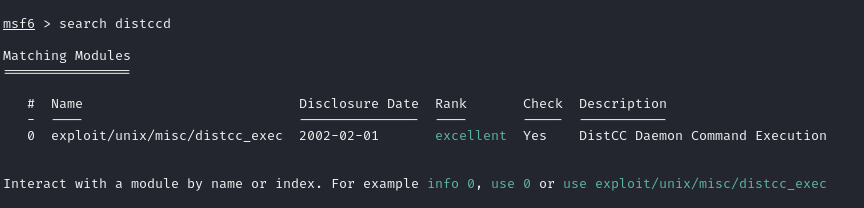 msf6 > search distccd
Matching Modules
================
#  Name                           Disclosure Date  Rank       Check  Description
-  ----                           ---------------  ----       -----  -----------
0  exploit/unix/misc/distcc_exec  2002-02-01       excellent  Yes    DistCC Daemon Command Execution
Interact with a module by name or index. For example info 0, use 0 or use exploit/unix/misc/distcc_exec